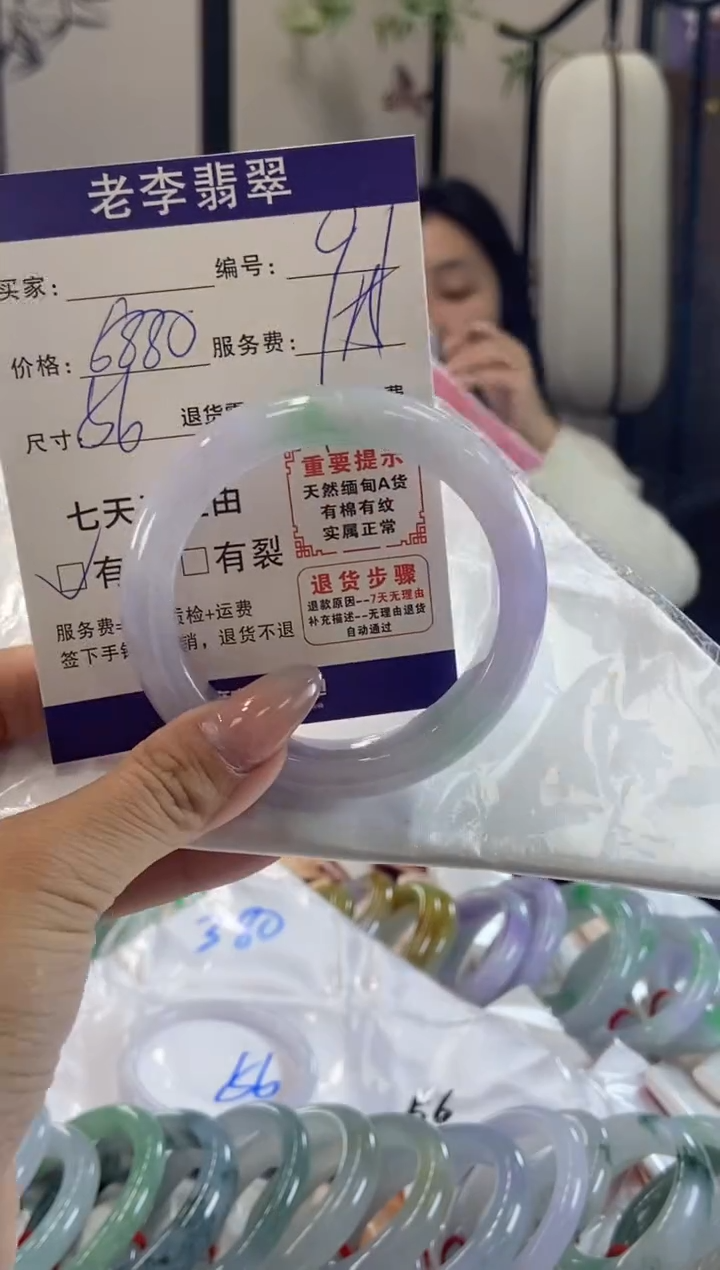 老李翡翠
买家：
编号：91
价格：6880
服务费：
尺寸：56
退货需
费
七天
由
重要提示
天然缅甸A货
有棉有纹
实属正常
有
有裂
退货步骤
退款原因--7天无理由
补充描述--无理由退货
自动通过
服务费=
质检+运费
签下手
销，退货不退
380
56
56